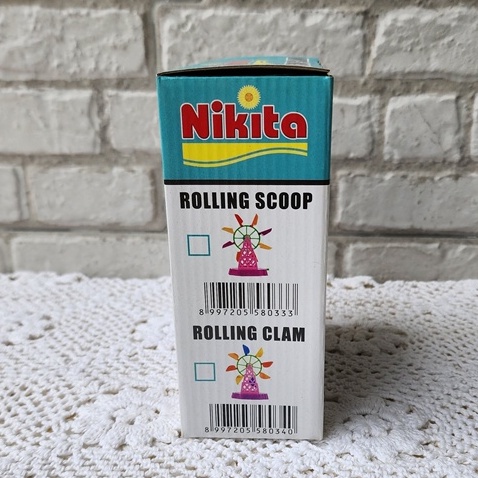 Nikita
ROLLING SCOOP
8 997205 580333
ROLLING CLAM
8 997205 580340